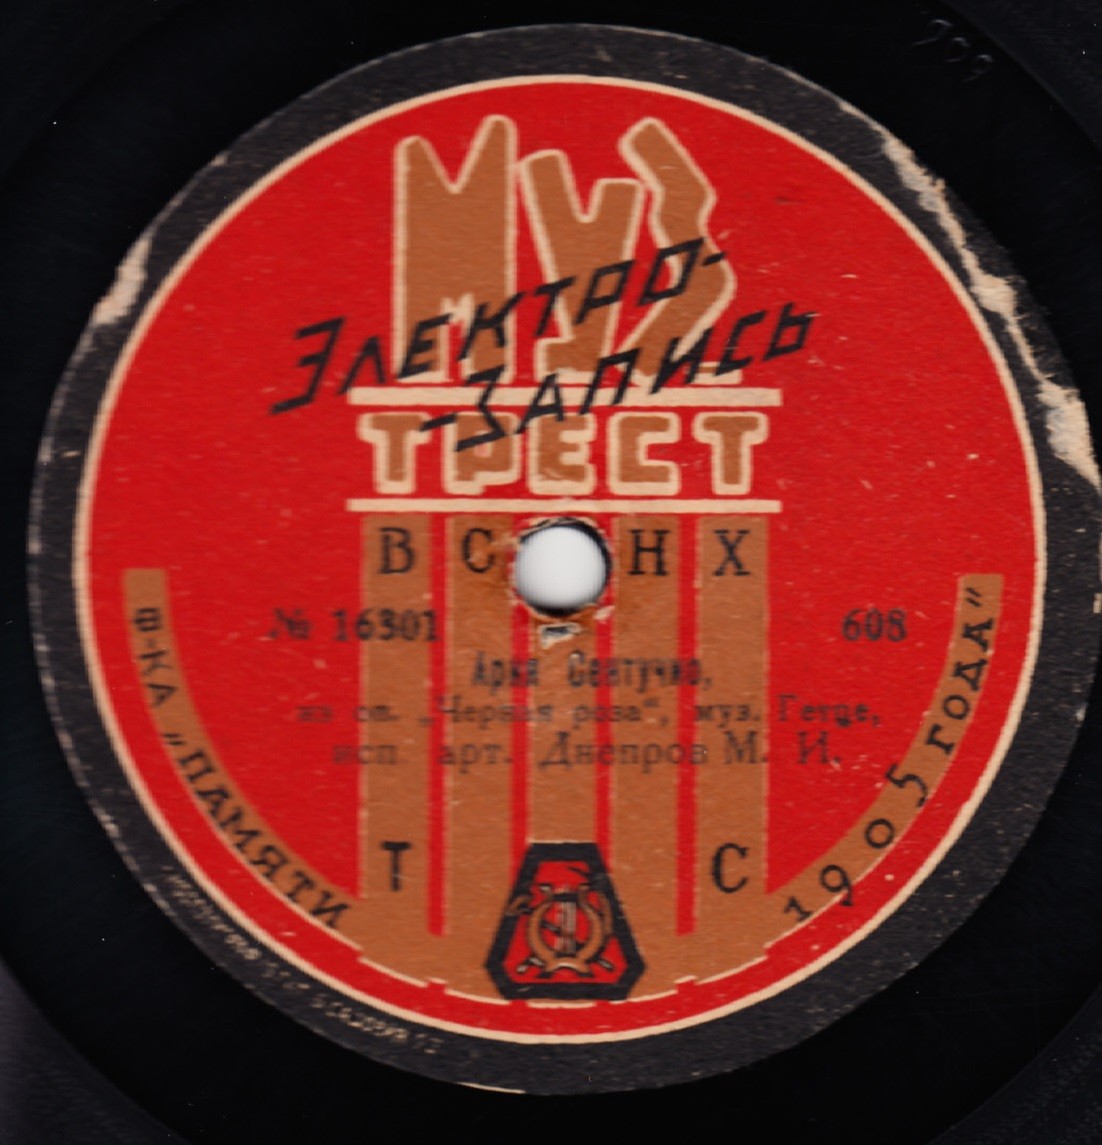 МУЗ
ЭЛЕКТРО-
-ЗАПИСЬ
ТРЕСТ
В С Н Х
№ 16301 608
Ария Сентучко,
из оп. „Черная роза“, муз. Гетце,
исп. арт. Днепров М. И.
Т С
Ф-КА „ПАМЯТИ 1905 ГОДА”